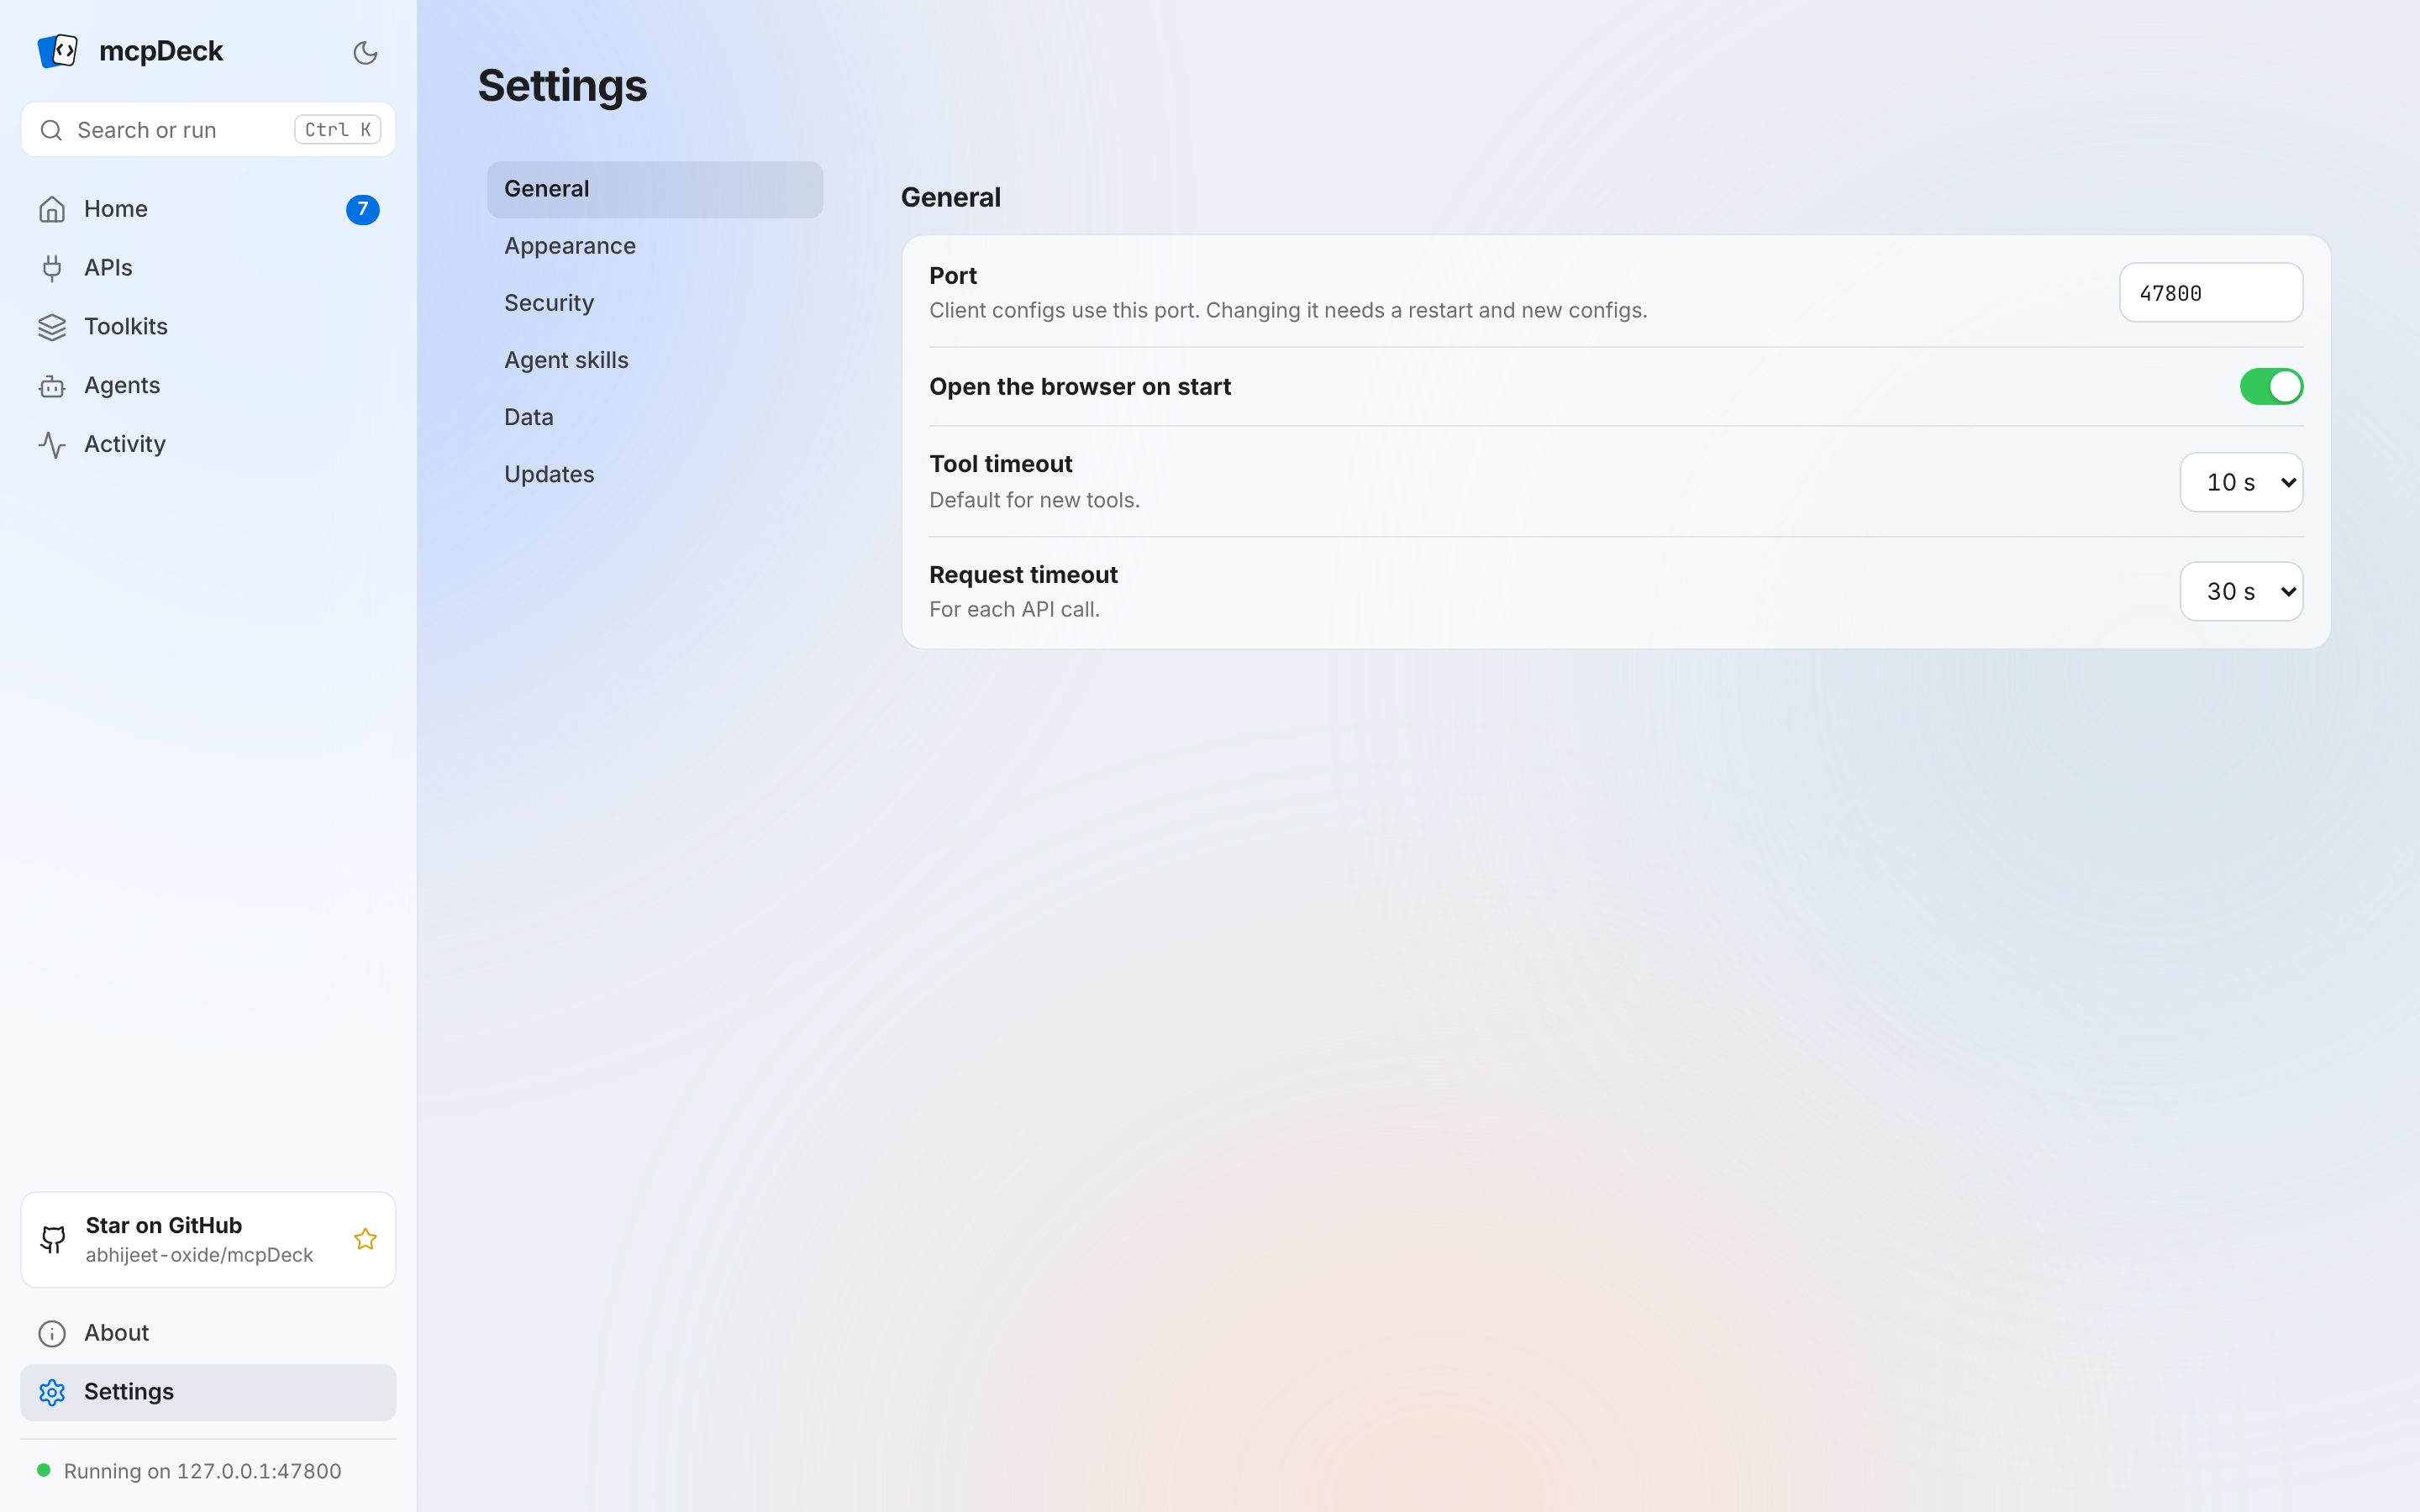 mcpDeck
Search or run
Ctrl K
Home
7
APIs
Toolkits
Agents
Activity
Star on GitHub
abhijeet-oxide/mcpDeck
About
Settings
Running on 127.0.0.1:47800
Settings
General
Appearance
Security
Agent skills
Data
Updates
General
Port
Client configs use this port. Changing it needs a restart and new configs.
47800
Open the browser on start
Tool timeout
Default for new tools.
10 s
Request timeout
For each API call.
30 s